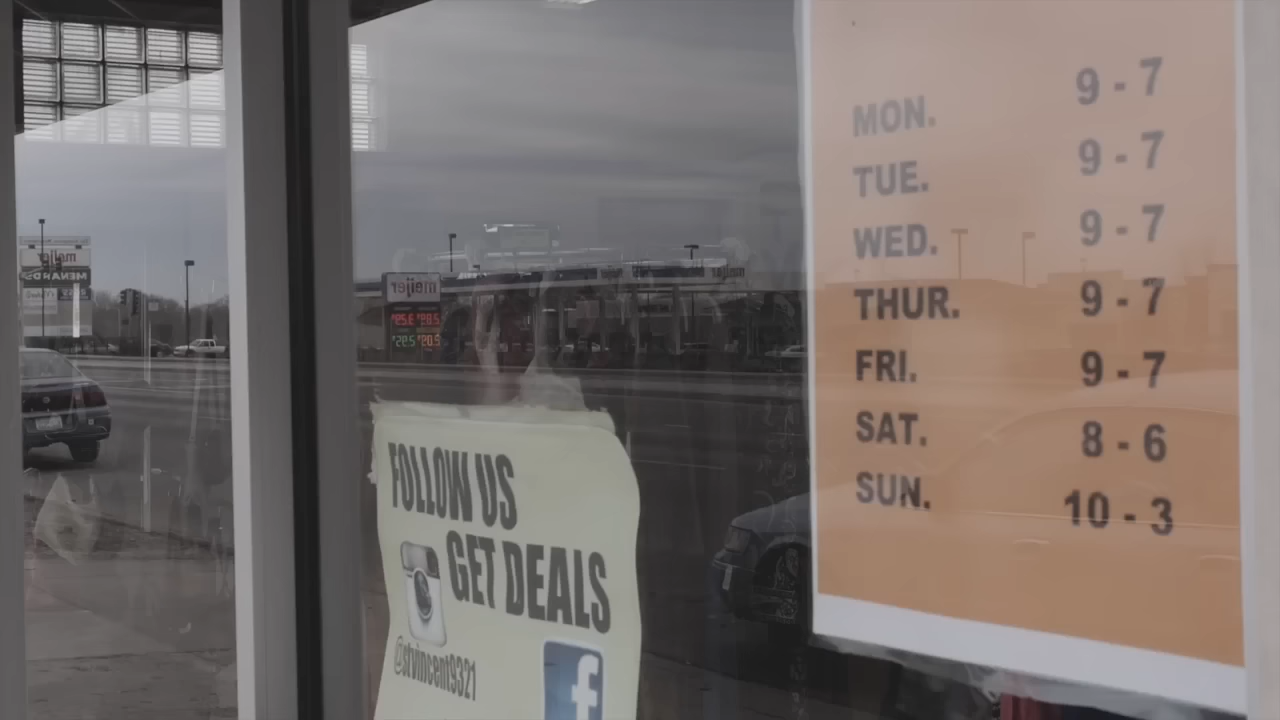 meijer
MENARDS
meijer
FOLLOW US
GET DEALS
@stvincent9321
f
MON. 9 - 7
TUE. 9 - 7
WED. 9 - 7
THUR. 9 - 7
FRI. 9 - 7
SAT. 8 - 6
SUN. 10 - 3